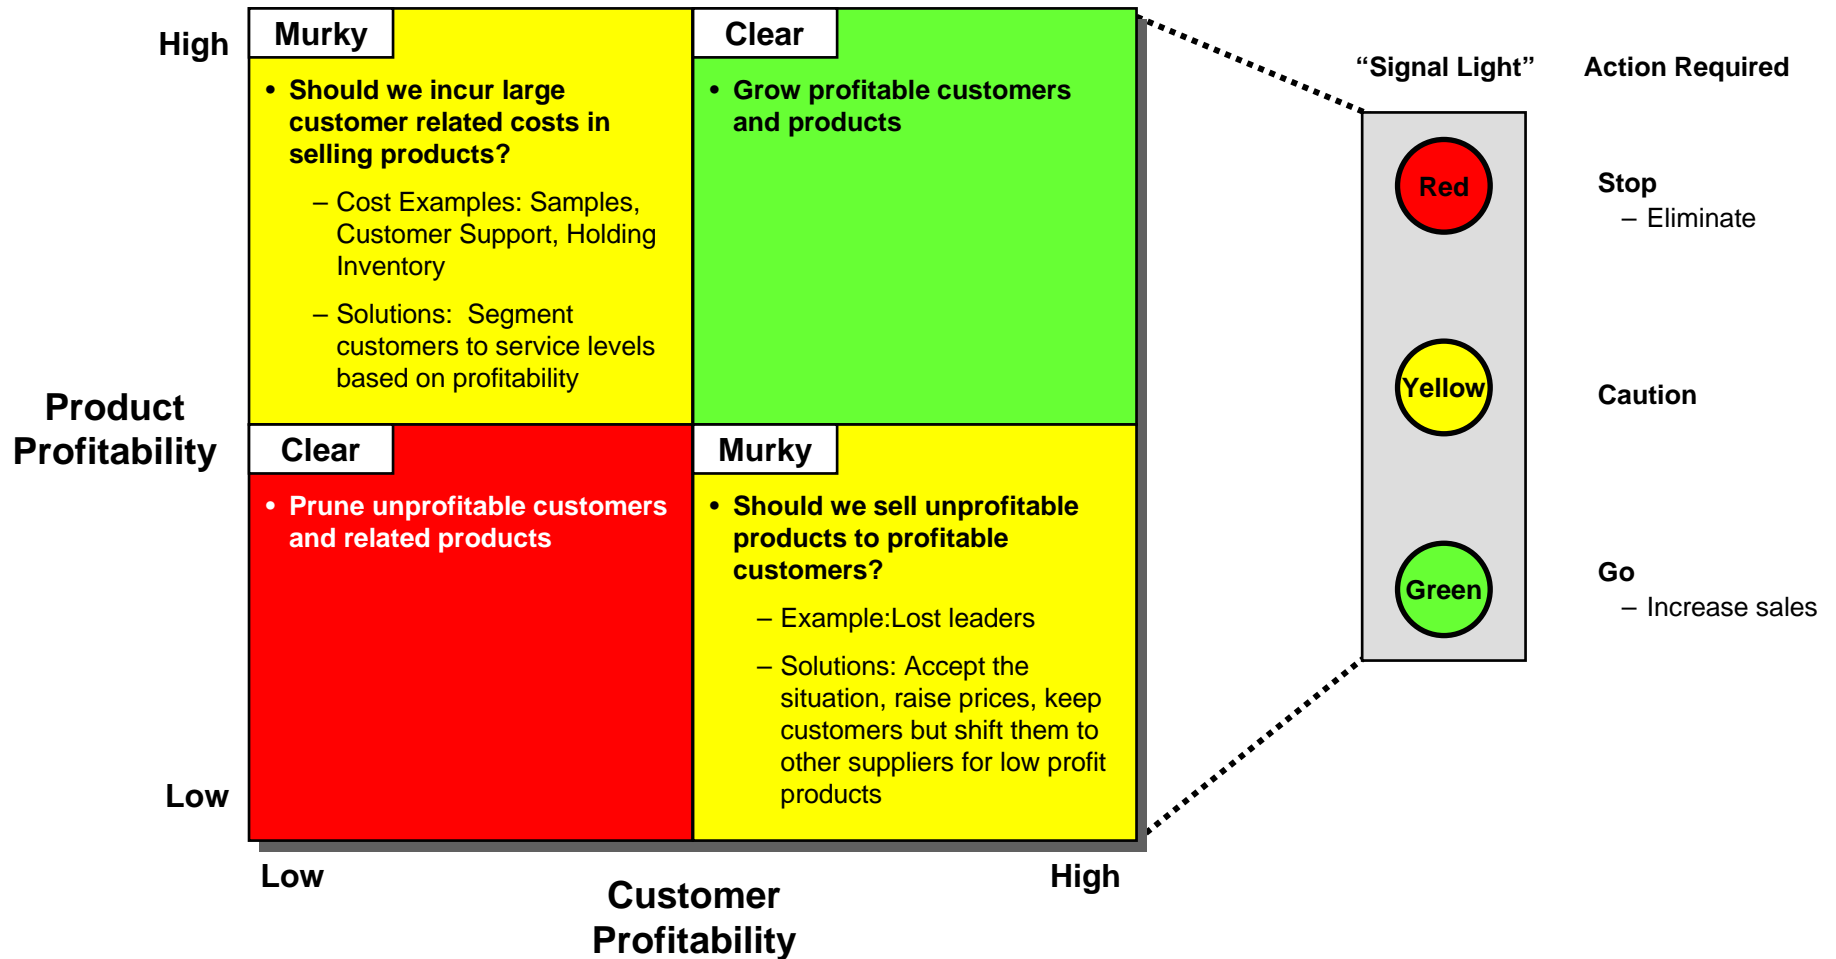 High
Murky
• Should we incur large
customer related costs in
selling products?
– Cost Examples: Samples,
Customer Support, Holding
Inventory
– Solutions:  Segment
customers to service levels
based on profitability
Clear
• Grow profitable customers
and products
Product
Profitability
Clear
• Prune unprofitable customers
and related products
Murky
• Should we sell unprofitable
products to profitable
customers?
– Example:Lost leaders
– Solutions: Accept the
situation, raise prices, keep
customers but shift them to
other suppliers for low profit
products
Low
Low
High
Customer
Profitability
“Signal Light”
Action Required
Red
Stop
– Eliminate
Yellow
Caution
Green
Go
– Increase sales